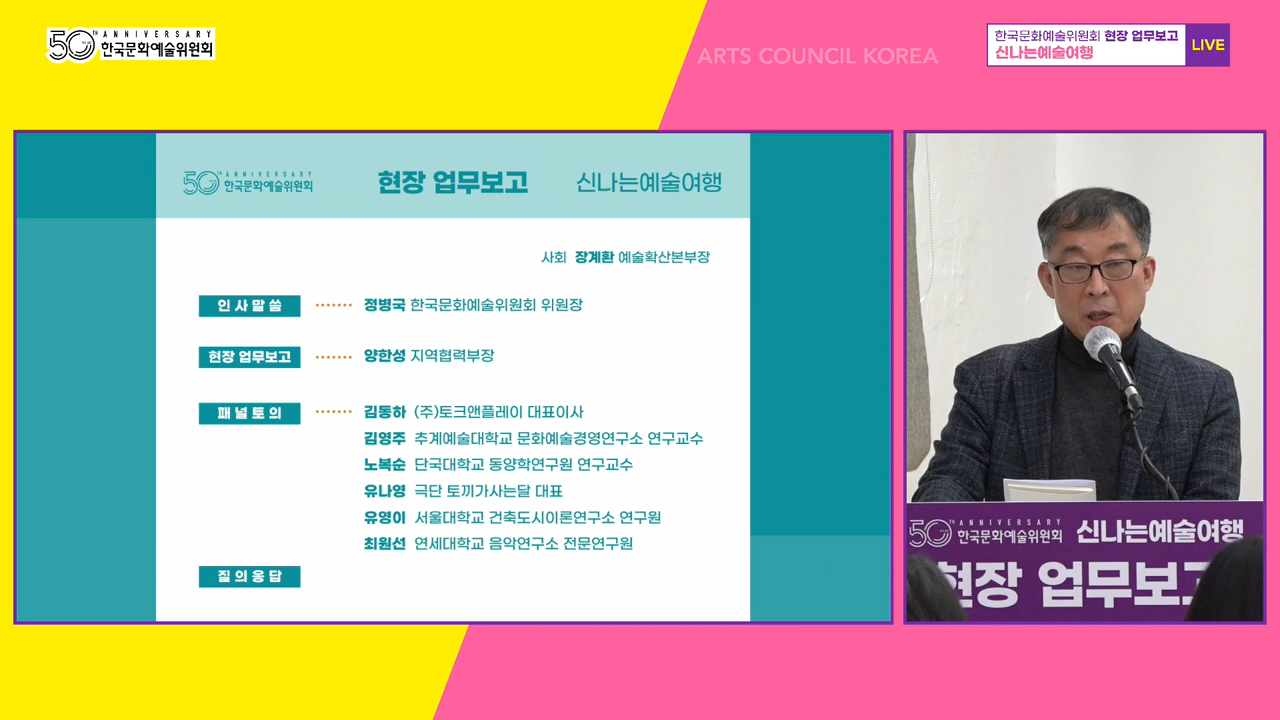 50TH ANNIVERSARY
한국문화예술위원회
ARTS COUNCIL KOREA
한국문화예술위원회 현장 업무보고
신나는예술여행
LIVE
50TH ANNIVERSARY
한국문화예술위원회
현장 업무보고 신나는예술여행
사회 장계환 예술확산본부장
인사말씀 ······· 정병국 한국문화예술위원회 위원장
현장 업무보고 ······· 양한성 지역협력부장
패널토의 ······· 김동하 (주)토크앤플레이 대표이사
김영주 추계예술대학교 문화예술경영연구소 연구교수
노복순 단국대학교 동양학연구원 연구교수
유나영 극단 토끼가사는달 대표
유영이 서울대학교 건축도시이론연구소 연구원
최원선 연세대학교 음악연구소 전문연구원
질의응답
50TH ANNIVERSARY
한국문화예술위원회 신나는예술여행
현장 업무보고